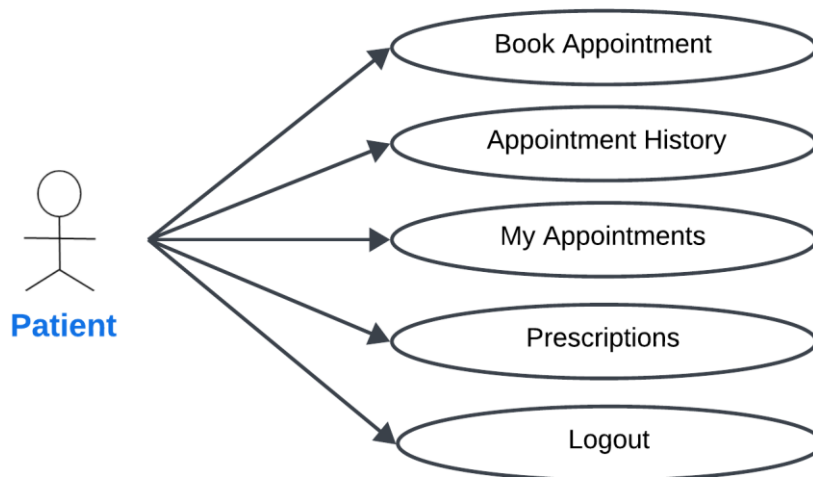 Book Appointment
Appointment History
My Appointments
Patient
Prescriptions
Logout